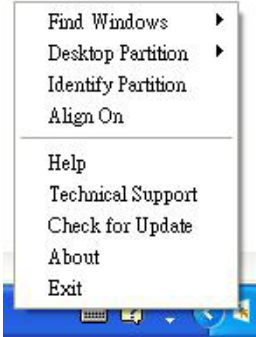 Find Windows
Desktop Partition
Identify Partition
Align On
Help
Technical Support
Check for Update
About
Exit